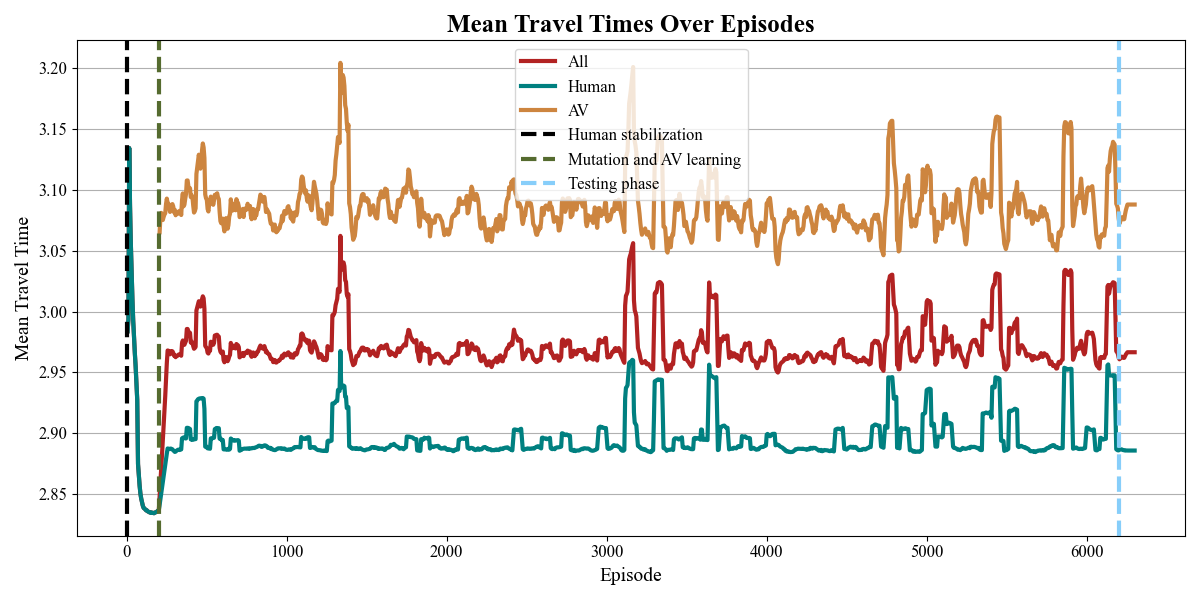 Mean Travel Times Over Episodes
All
Human
AV
Human stabilization
Mutation and AV learning
Testing phase
Mean Travel Time
3.20
3.15
3.10
3.05
3.00
2.95
2.90
2.85
0 1000 2000 3000 4000 5000 6000
Episode